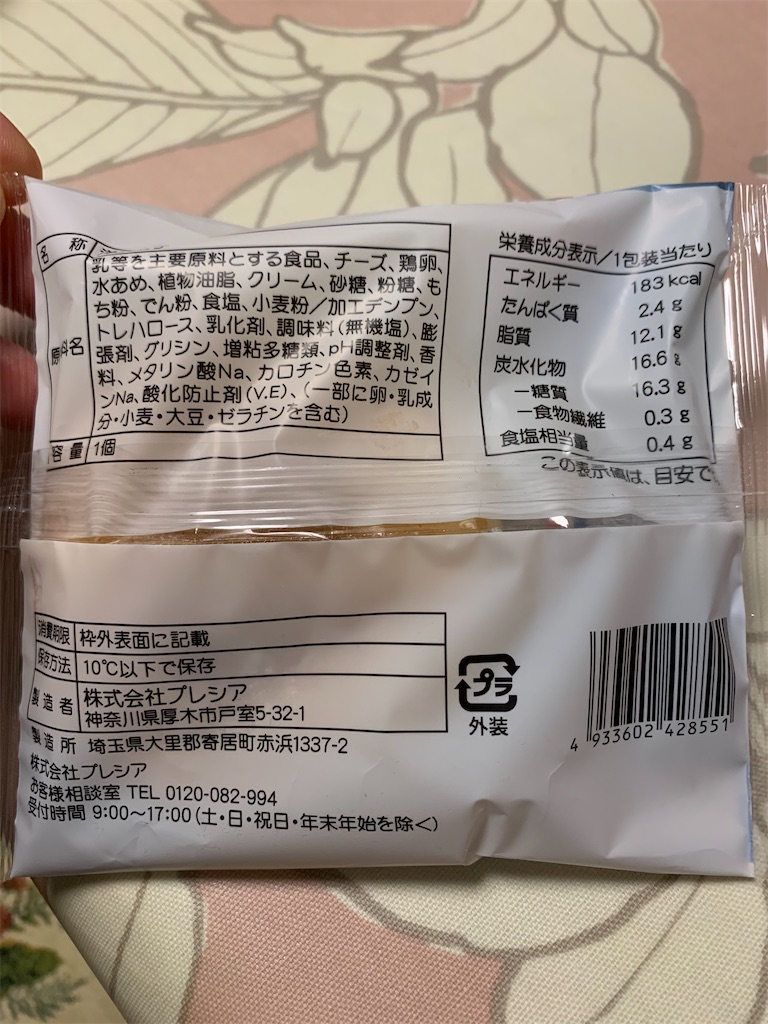 名 称
原料名
乳等を主要原料とする食品、チーズ、鶏卵、
水あめ、植物油脂、クリーム、砂糖、粉糖、も
ち粉、でん粉、食塩、小麦粉/加工デンプン、
トレハロース、乳化剤、調味料(無機塩)、膨
張剤、グリシン、増粘多糖類、pH調整剤、香
料、メタリン酸Na、カロチン色素、カゼイ
ンNa、酸化防止剤(V.E)、(一部に卵・乳成
分・小麦・大豆・ゼラチンを含む)
容量 1個
栄養成分表示/1包装当たり
エネルギー 183 kcal
たんぱく質 2.4 g
脂質 12.1 g
炭水化物 16.6 g
ー糖質 16.3 g
ー食物繊維 0.3 g
食塩相当量 0.4 g
この表示値は、目安で
消費期限 枠外表面に記載
保存方法 10℃以下で保存
製造者 株式会社プレシア
神奈川県厚木市戸室5-32-1
製造所 埼玉県大里郡寄居町赤浜1337-2
株式会社プレシア
お客様相談室 TEL 0120-082-994
受付時間 9:00〜17:00(土・日・祝日・年末年始を除く)
プラ
外装
4 933602 428551